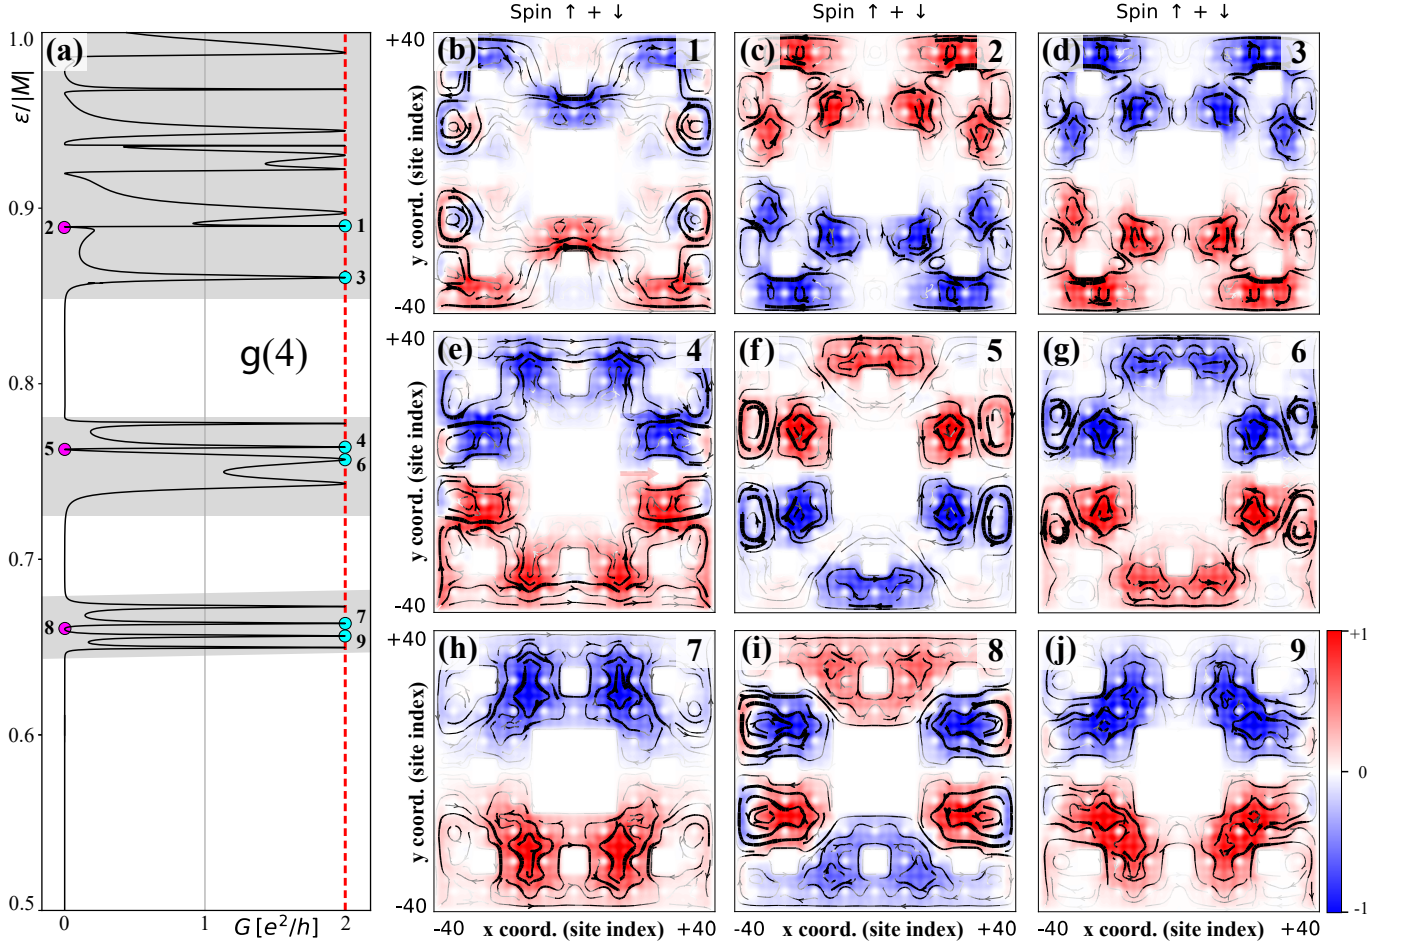 Spin ↑ + ↓
Spin ↑ + ↓
Spin ↑ + ↓
(a)
1.0
ε/|M|
0.9
0.8
0.7
0.6
0.5
g(4)
2
1
3
5
4
6
8
7
9
0
1
2
G [e²/h]
(b)
1
(c)
2
(d)
3
+40
y coord. (site index)
-40
(e)
4
(f)
5
(g)
6
+40
y coord. (site index)
-40
(h)
7
(i)
8
(j)
9
+40
y coord. (site index)
-40
-40 x coord. (site index) +40
-40 x coord. (site index) +40
-40 x coord. (site index) +40
+1
0
-1